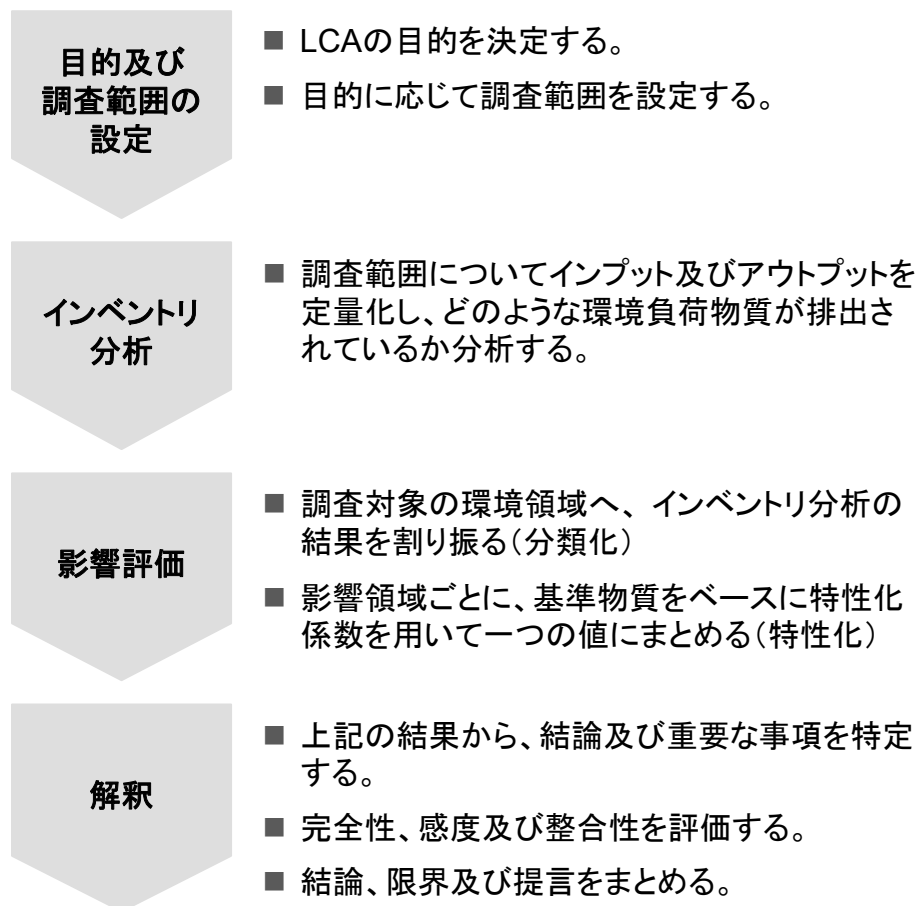 目的及び
調査範囲の
設定
■ LCAの目的を決定する。
■ 目的に応じて調査範囲を設定する。
インベントリ
分析
■ 調査範囲についてインプット及びアウトプットを
定量化し、どのような環境負荷物質が排出さ
れているか分析する。
影響評価
■ 調査対象の環境領域へ、インベントリ分析の
結果を割り振る（分類化）
■ 影響領域ごとに、基準物質をベースに特性化
係数を用いて一つの値にまとめる（特性化）
解釈
■ 上記の結果から、結論及び重要な事項を特定
する。
■ 完全性、感度及び整合性を評価する。
■ 結論、限界及び提言をまとめる。